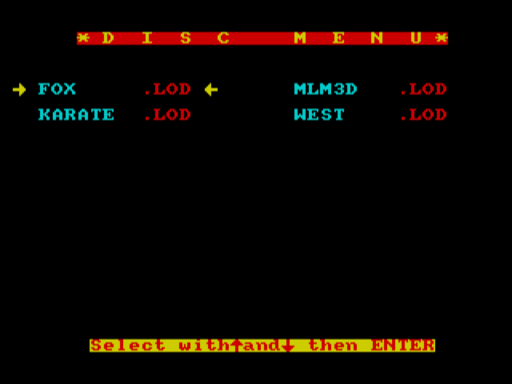 * D I S C  M E N U *
→ FOX .LOD ← MLM3D .LOD
KARATE .LOD WEST .LOD
Select with↑and↓ then ENTER